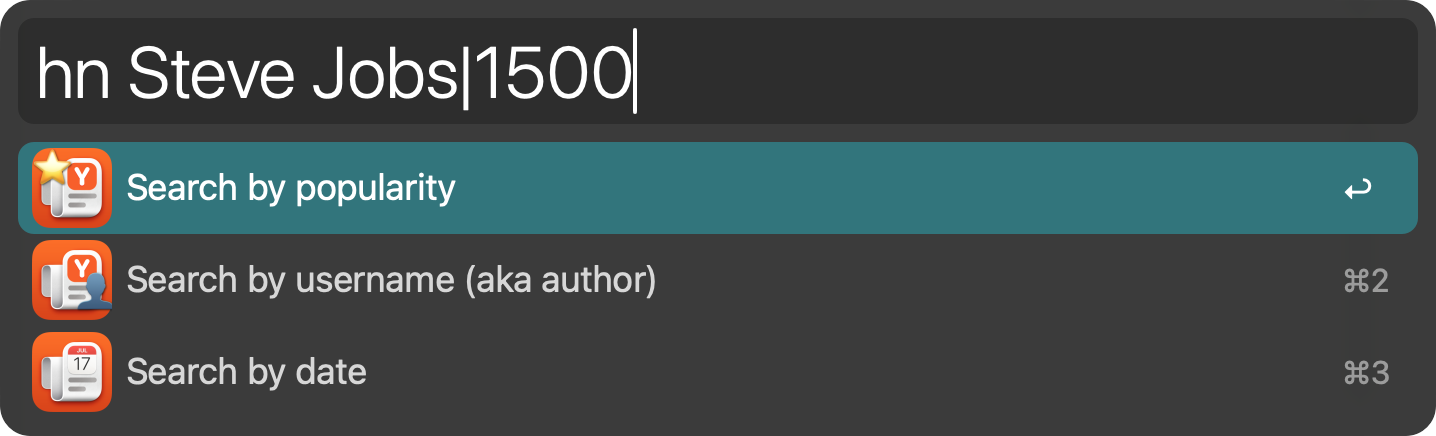 hn Steve Jobs|1500
Y
Search by popularity
↩
Y
Search by username (aka author)
⌘2
JUL
17
Search by date
⌘3